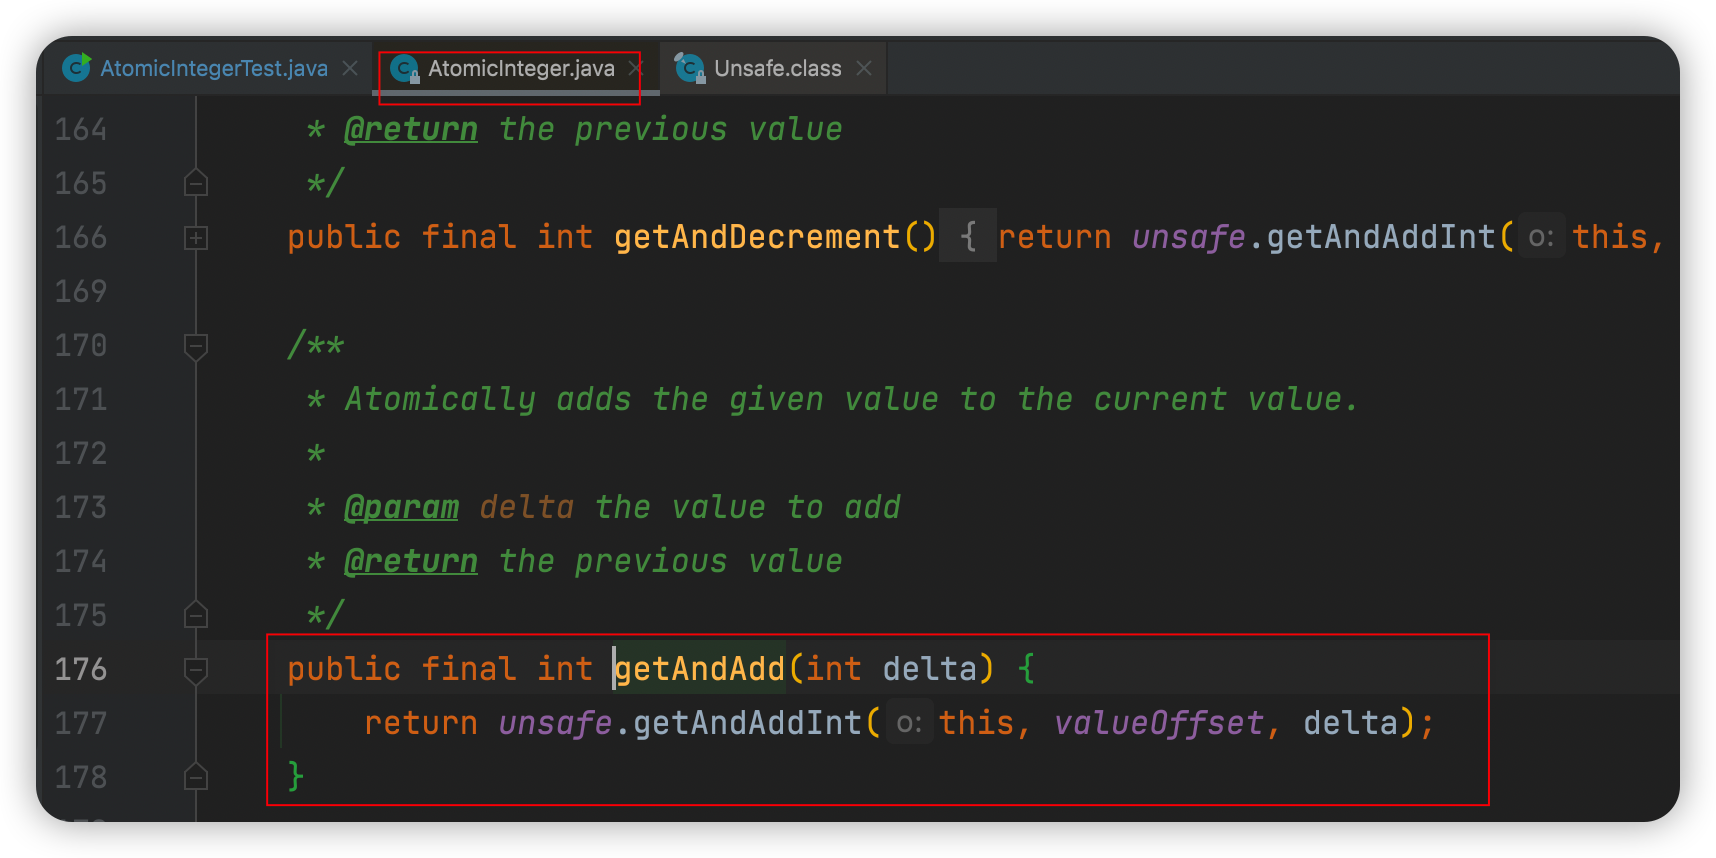 AtomicIntegerTest.java AtomicInteger.java Unsafe.class
164 * @return the previous value
165 */
166 public final int getAndDecrement() { return unsafe.getAndAddInt( o: this,
169
170 /**
171 * Atomically adds the given value to the current value.
172 *
173 * @param delta the value to add
174 * @return the previous value
175 */
176 public final int getAndAdd(int delta) {
177 return unsafe.getAndAddInt( o: this, valueOffset, delta);
178 }